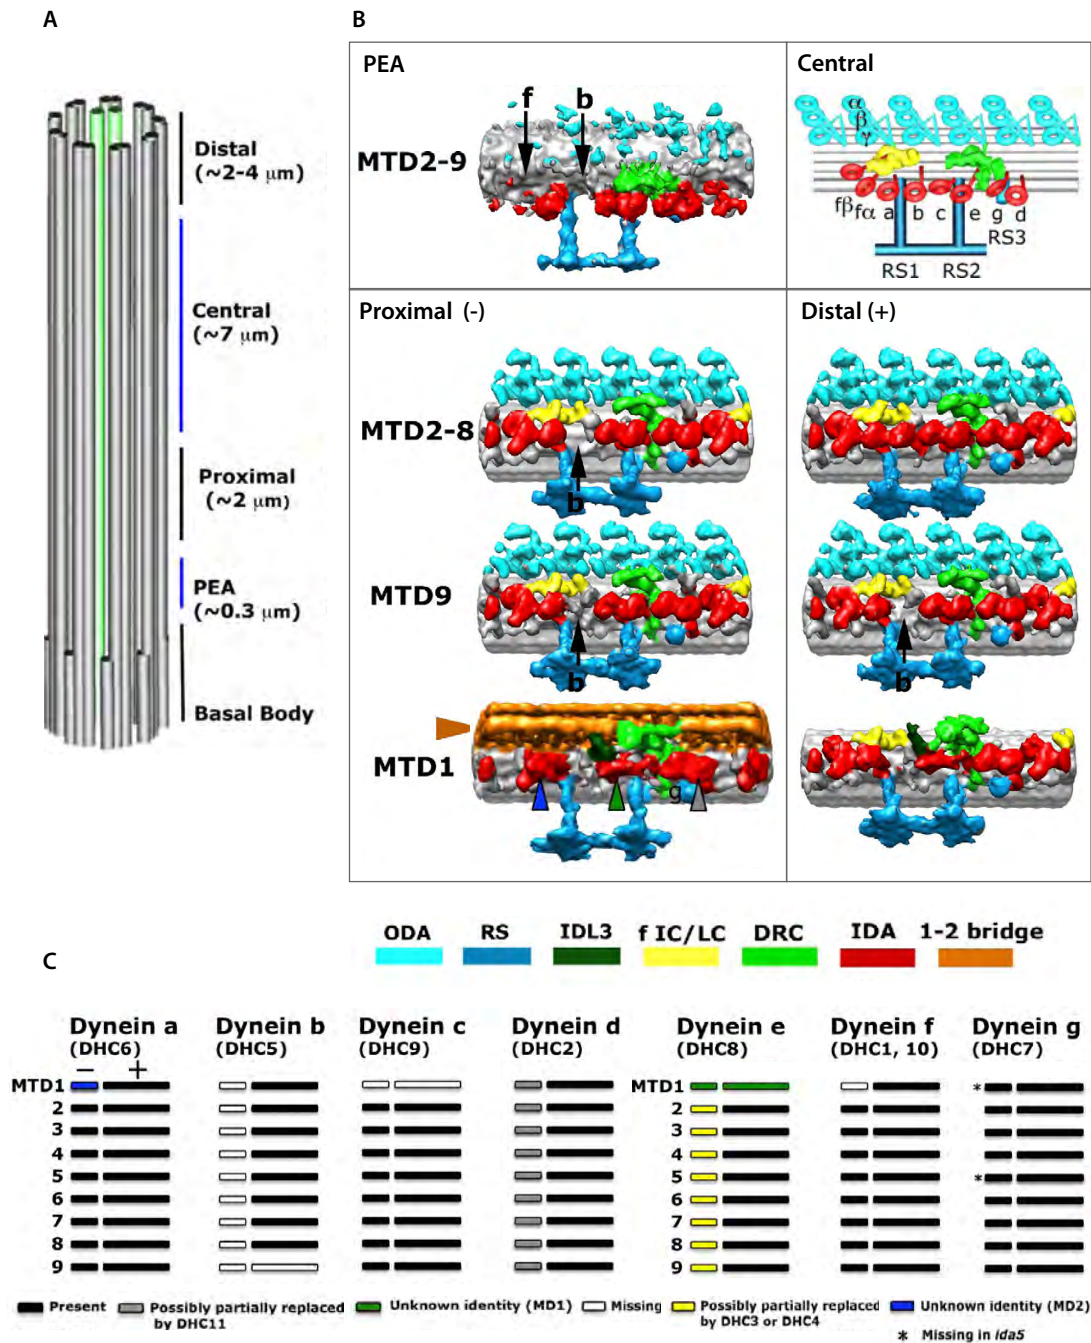 A
Distal
(~2-4 μm)
Central
(~7 μm)
Proximal
(~2 μm)
PEA
(~0.3 μm)
Basal Body
B
PEA
f b
MTD2-9
Central
α
β
γ
fβ fα a b c e g d
RS3
RS1 RS2
Proximal (-)
Distal (+)
MTD2-8
b
MTD9
b
b
MTD1
g
ODA RS IDL3 f IC/LC DRC IDA 1-2 bridge
C
Dynein a
(DHC6)
− +
Dynein b
(DHC5)
Dynein c
(DHC9)
Dynein d
(DHC2)
Dynein e
(DHC8)
Dynein f
(DHC1, 10)
Dynein g
(DHC7)
MTD1
2
3
4
5
6
7
8
9
MTD1
2
3
4
5
6
7
8
9
*
*
Present
Possibly partially replaced
by DHC11
Unknown identity (MD1)
Missing
Possibly partially replaced
by DHC3 or DHC4
Unknown identity (MD2)
* Missing in ida5